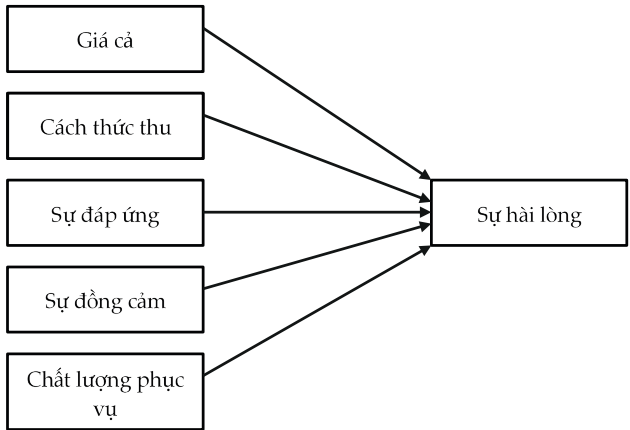 Giá cả
Cách thức thu
Sự đáp ứng
Sự hài lòng
Sự đồng cảm
Chất lượng phục
vụ